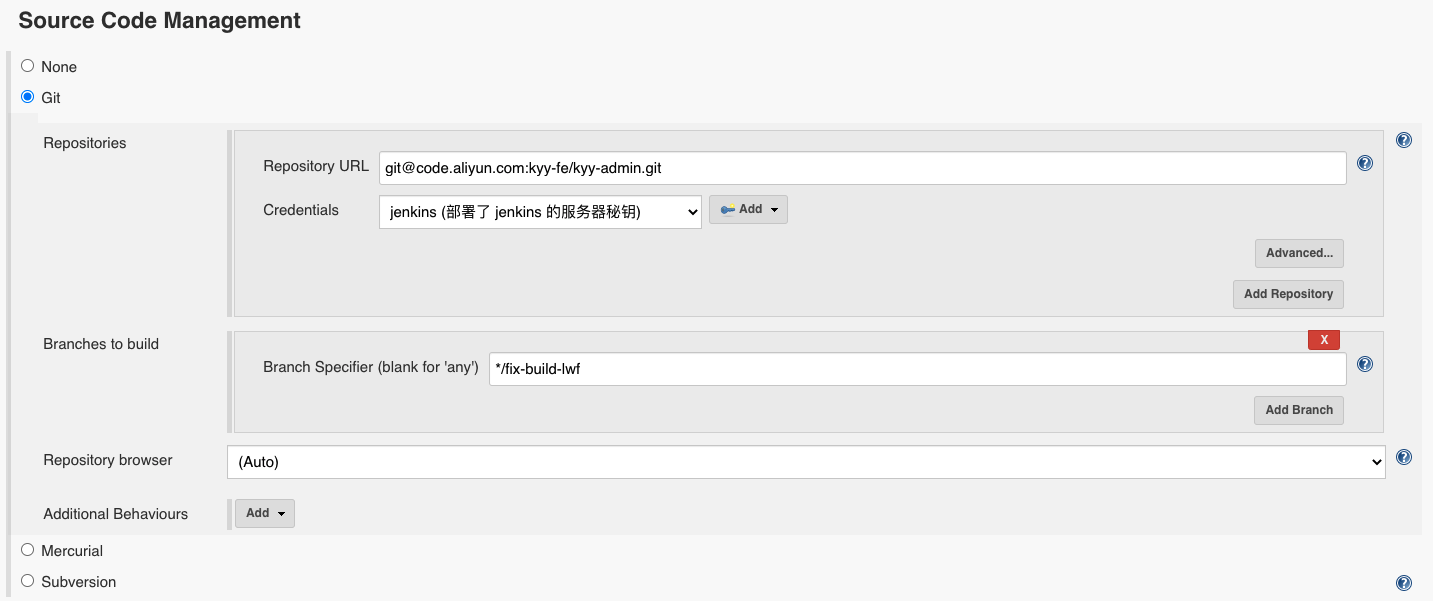 Source Code Management
None
Git
Repositories
Repository URL git@code.aliyun.com:kyy-fe/kyy-admin.git
Credentials jenkins (部署了 jenkins 的服务器秘钥) Add
Advanced...
Add Repository
Branches to build
X
Branch Specifier (blank for 'any') */fix-build-lwf
Add Branch
Repository browser (Auto)
Additional Behaviours Add
Mercurial
Subversion